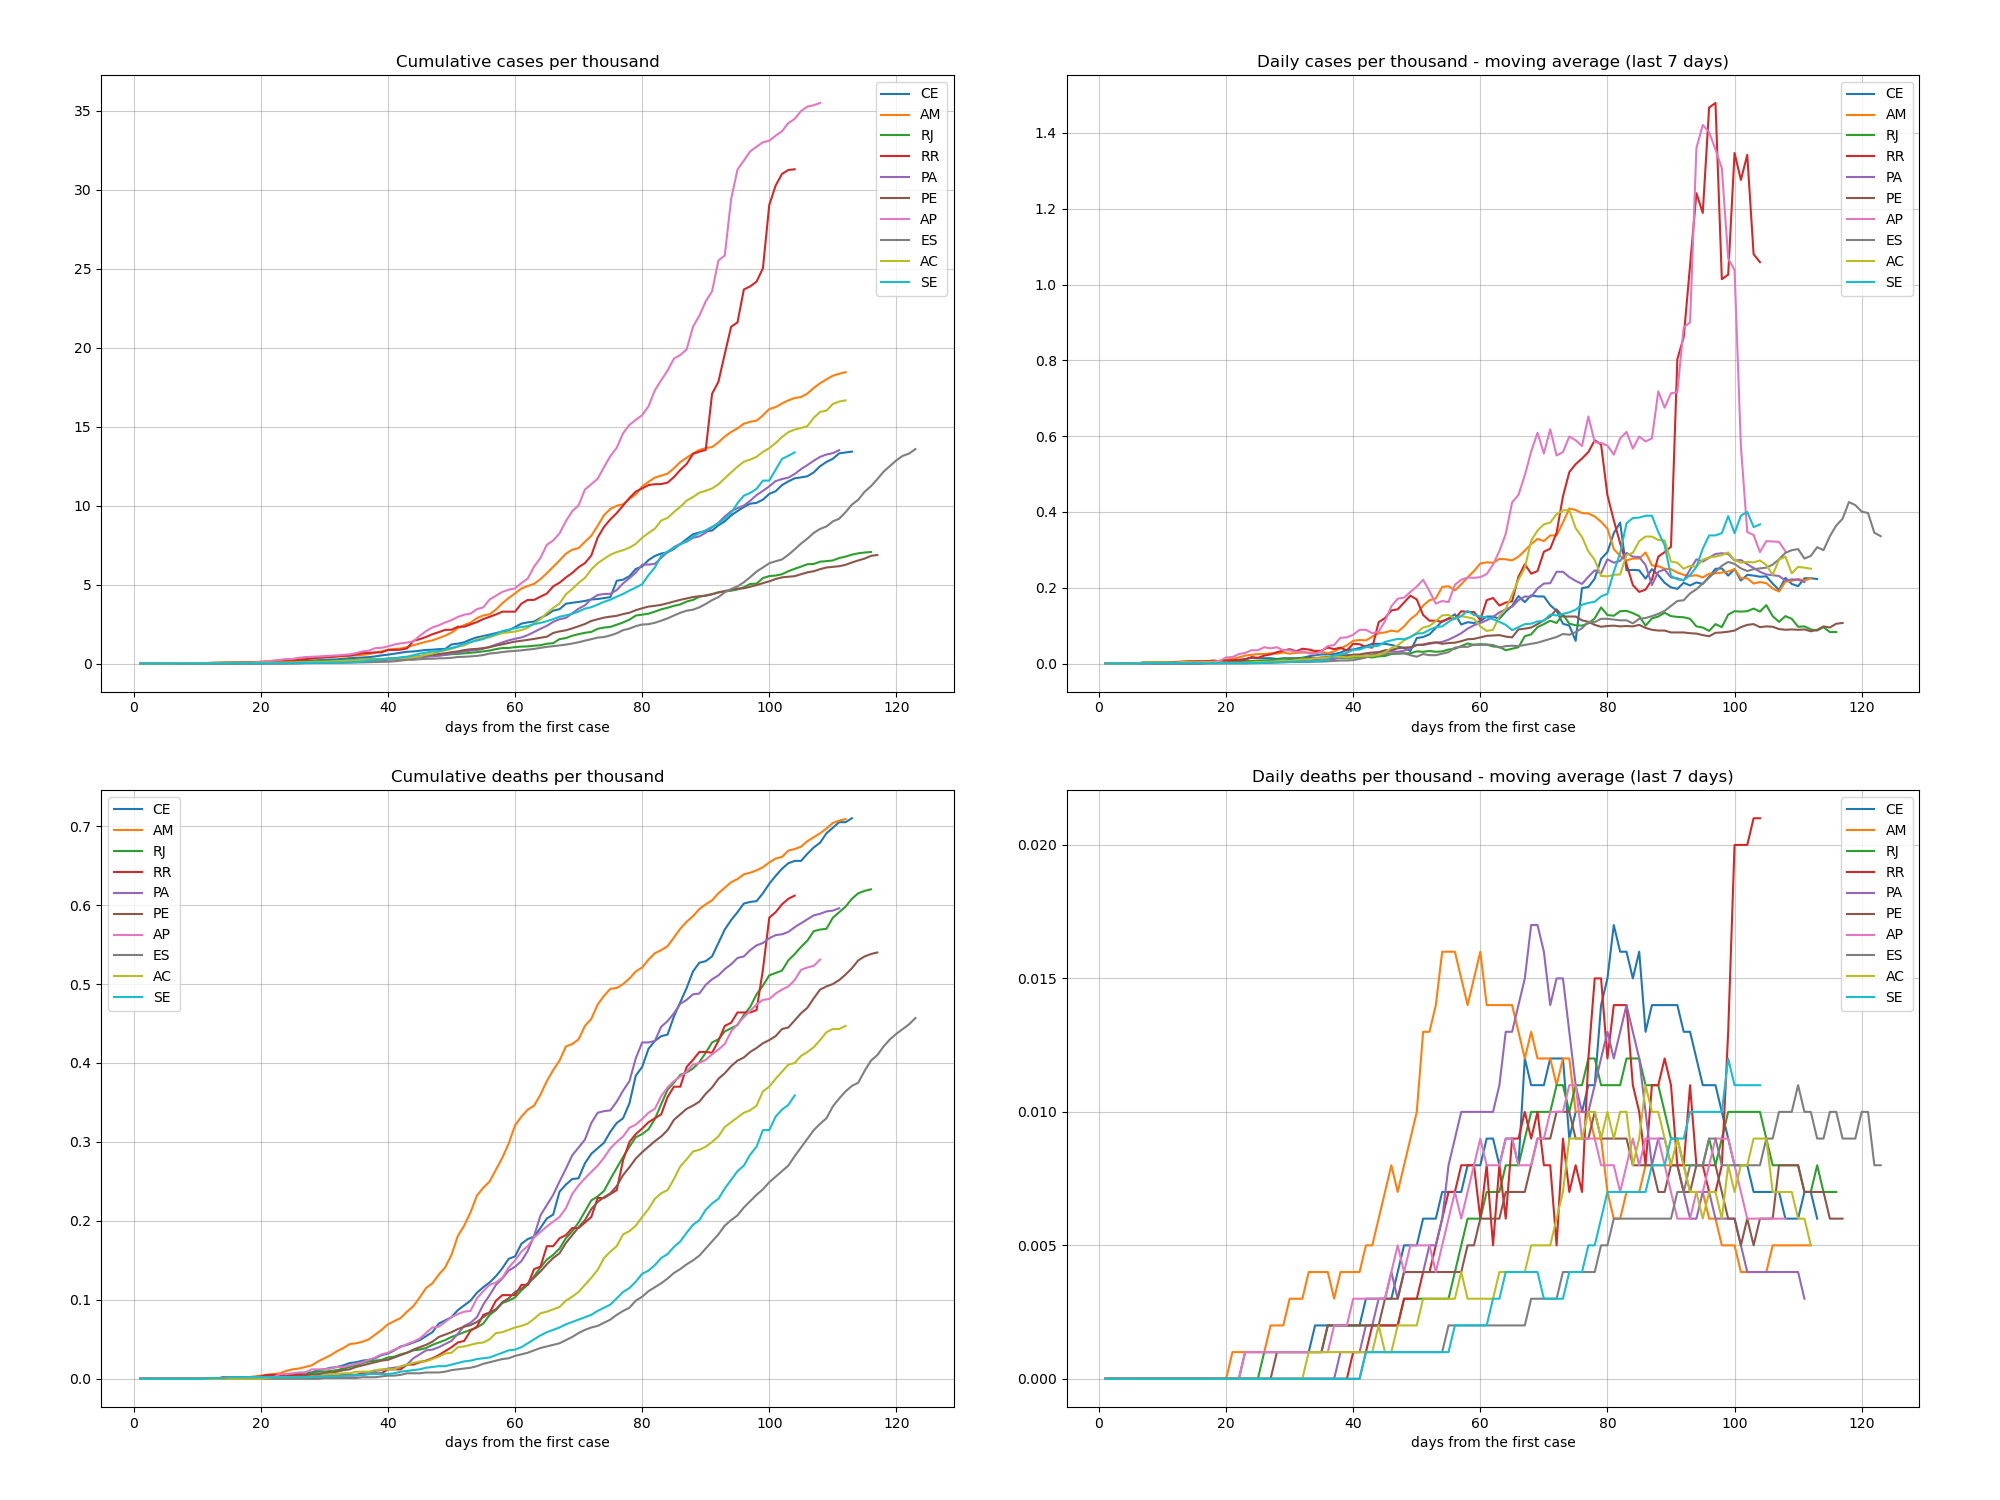 Cumulative cases per thousand
35
30
25
20
15
10
5
0
0 20 40 60 80 100 120
days from the first case
CE
AM
RJ
RR
PA
PE
AP
ES
AC
SE
Daily cases per thousand - moving average (last 7 days)
1.4
1.2
1.0
0.8
0.6
0.4
0.2
0.0
0 20 40 60 80 100 120
days from the first case
CE
AM
RJ
RR
PA
PE
AP
ES
AC
SE
Cumulative deaths per thousand
0.7
0.6
0.5
0.4
0.3
0.2
0.1
0.0
0 20 40 60 80 100 120
days from the first case
CE
AM
RJ
RR
PA
PE
AP
ES
AC
SE
Daily deaths per thousand - moving average (last 7 days)
0.020
0.015
0.010
0.005
0.000
0 20 40 60 80 100 120
days from the first case
CE
AM
RJ
RR
PA
PE
AP
ES
AC
SE